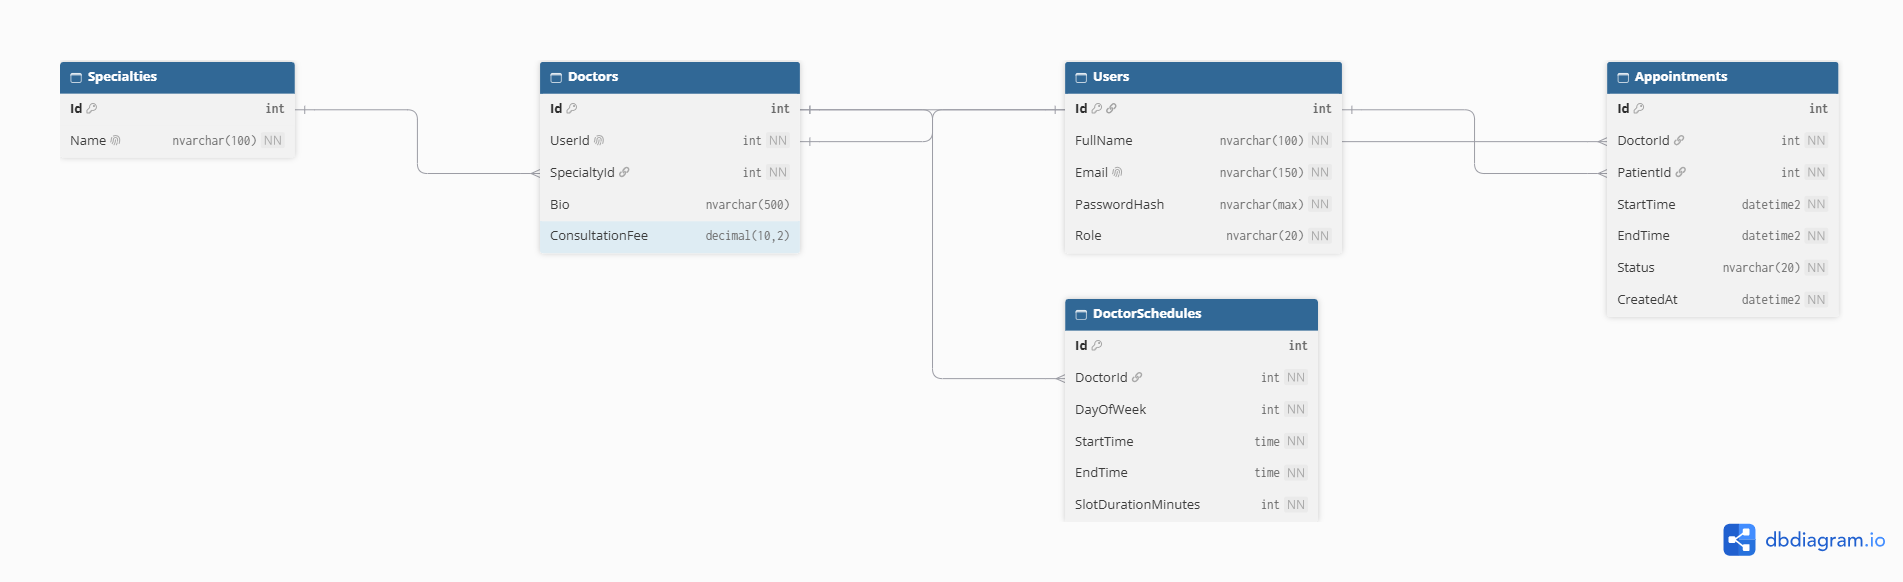 Specialties
Id int
Name nvarchar(100) NN
Doctors
Id int
UserId int NN
SpecialtyId int NN
Bio nvarchar(500)
ConsultationFee decimal(10,2)
Users
Id int
FullName nvarchar(100) NN
Email nvarchar(150) NN
PasswordHash nvarchar(max) NN
Role nvarchar(20) NN
DoctorSchedules
Id int
DoctorId int NN
DayOfWeek int NN
StartTime time NN
EndTime time NN
SlotDurationMinutes int NN
Appointments
Id int
DoctorId int NN
PatientId int NN
StartTime datetime2 NN
EndTime datetime2 NN
Status nvarchar(20) NN
CreatedAt datetime2 NN
dbdiagram.io